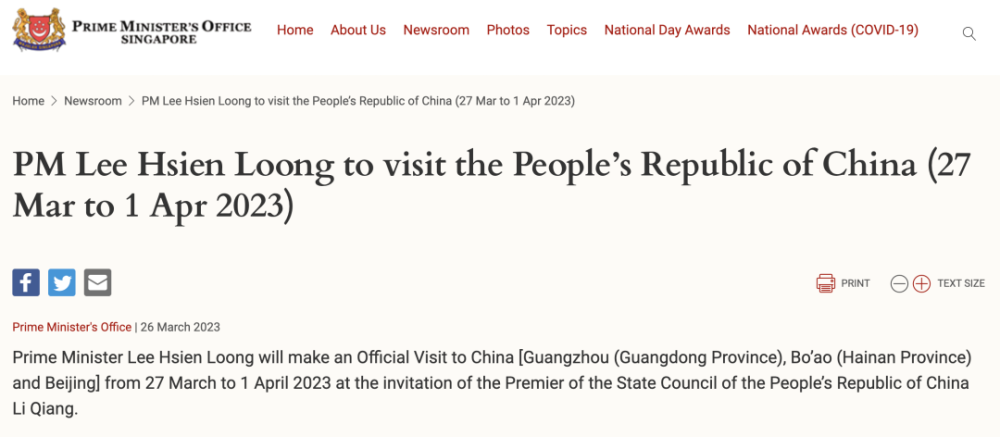 PRIME MINISTER'S OFFICE
SINGAPORE
Home About Us Newsroom Photos Topics National Day Awards National Awards (COVID-19)
Home > Newsroom > PM Lee Hsien Loong to visit the People's Republic of China (27 Mar to 1 Apr 2023)
PM Lee Hsien Loong to visit the People's Republic of China (27
Mar to 1 Apr 2023)
PRINT TEXT SIZE
Prime Minister's Office | 26 March 2023
Prime Minister Lee Hsien Loong will make an Official Visit to China [Guangzhou (Guangdong Province), Bo'ao (Hainan Province)
and Beijing] from 27 March to 1 April 2023 at the invitation of the Premier of the State Council of the People's Republic of China
Li Qiang.